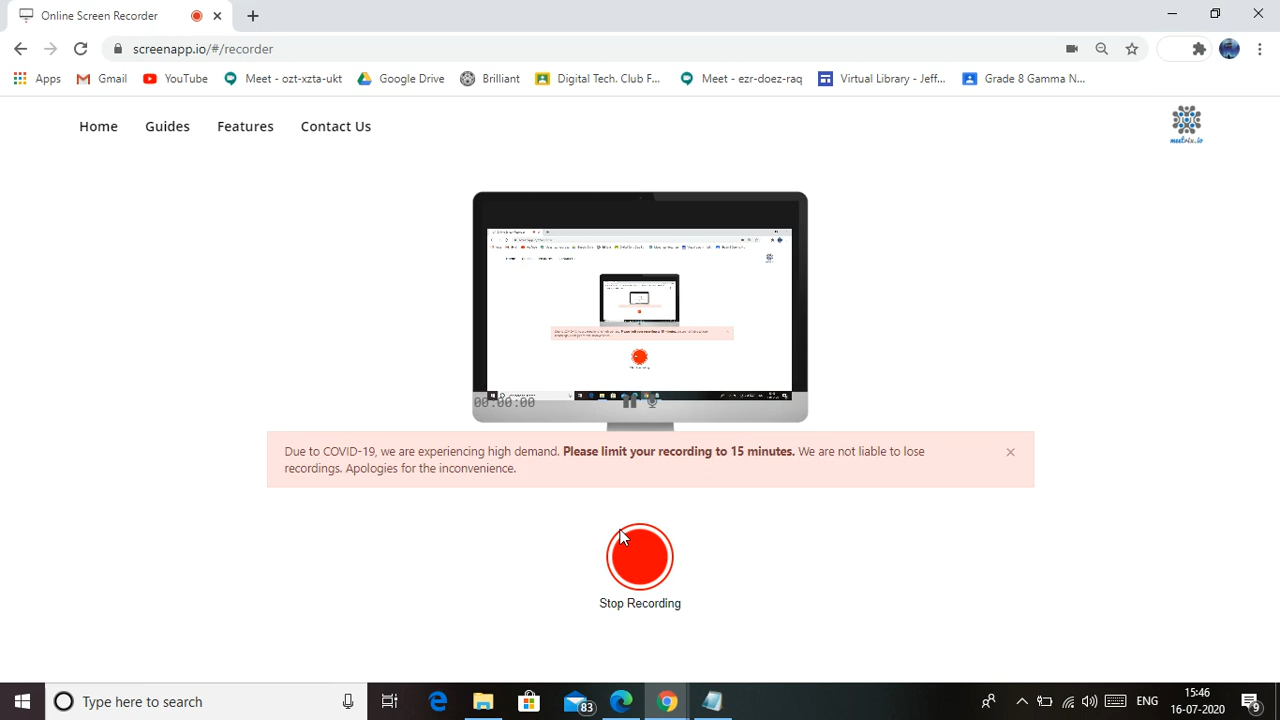 Online Screen Recorder
screenapp.io/#/recorder
Apps Gmail YouTube Meet - ozt-xzta-ukt Google Drive Brilliant Digital Tech. Club F... Meet - ezr-doez-raq Virtual Library - Jeff... Grade 8 Gamma N...
Home Guides Features Contact Us
meetrix.io
00:00:00
Due to COVID-19, we are experiencing high demand. Please limit your recording to 15 minutes. We are not liable to lose
recordings. Apologies for the inconvenience.
Stop Recording
Type here to search
83
ENG
15:46
16-07-2020
9